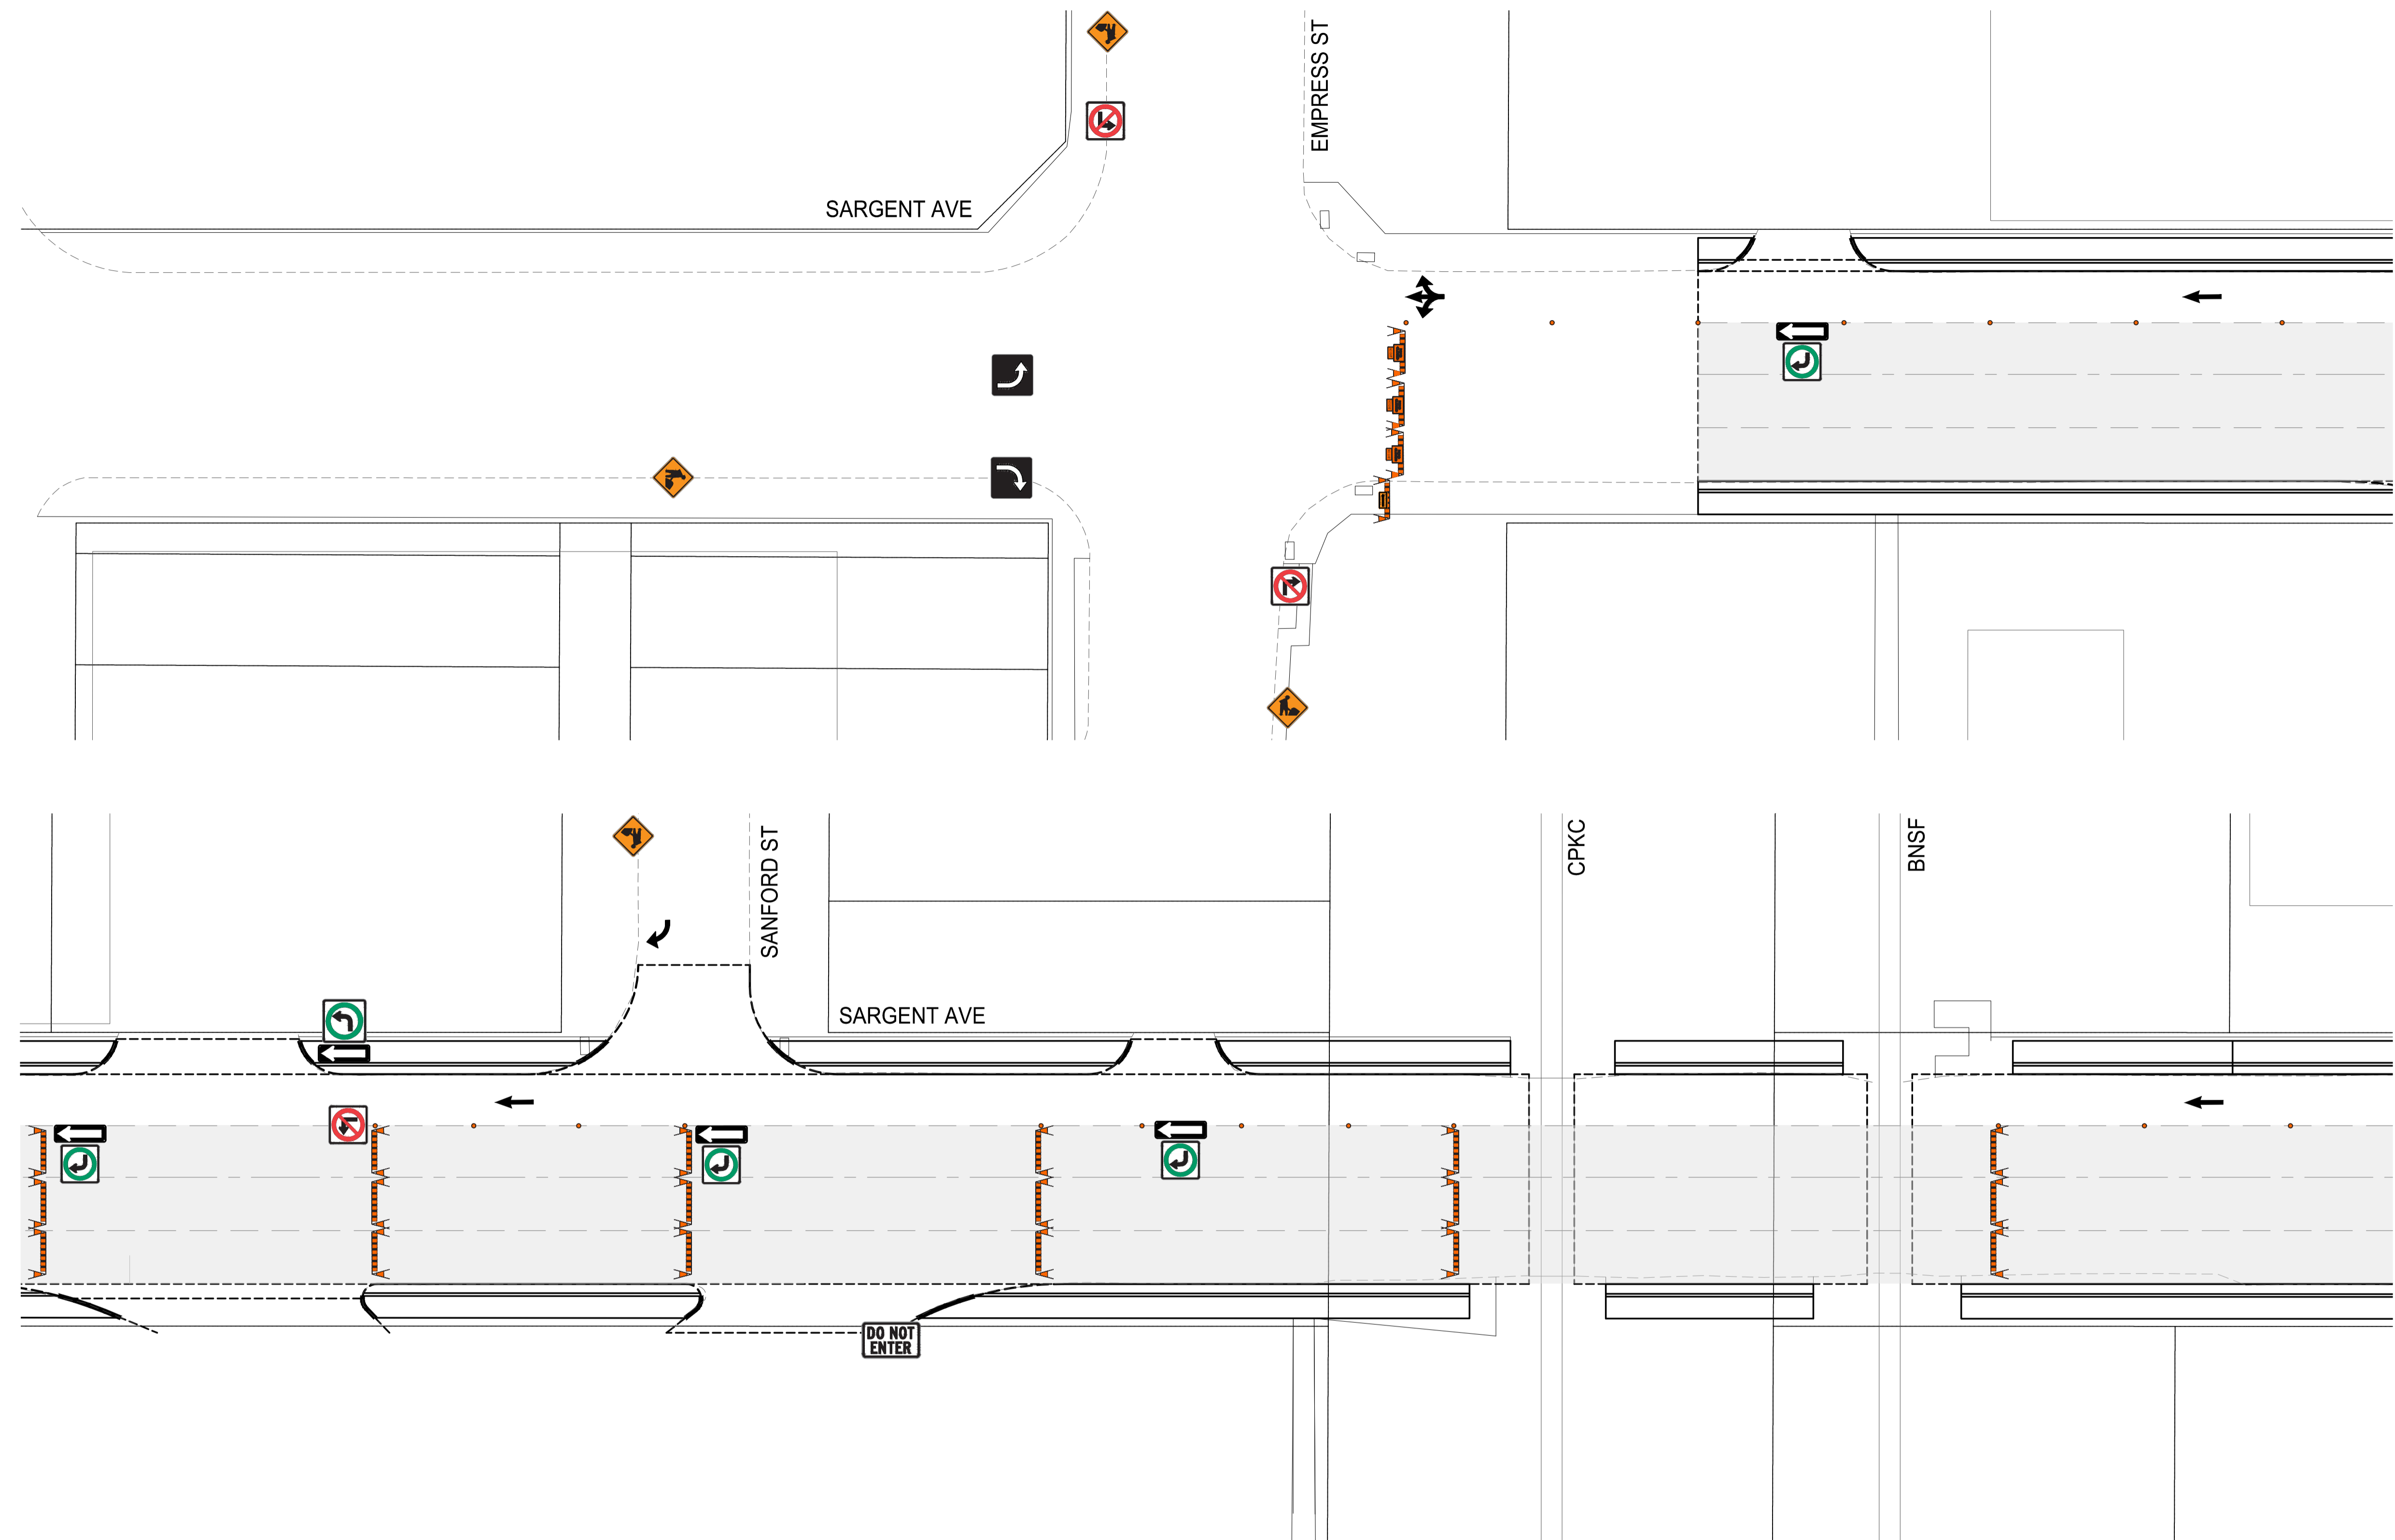 EMPRESS ST
SARGENT AVE
SANFORD ST
CPKC
BNSF
SARGENT AVE
DO NOT
ENTER